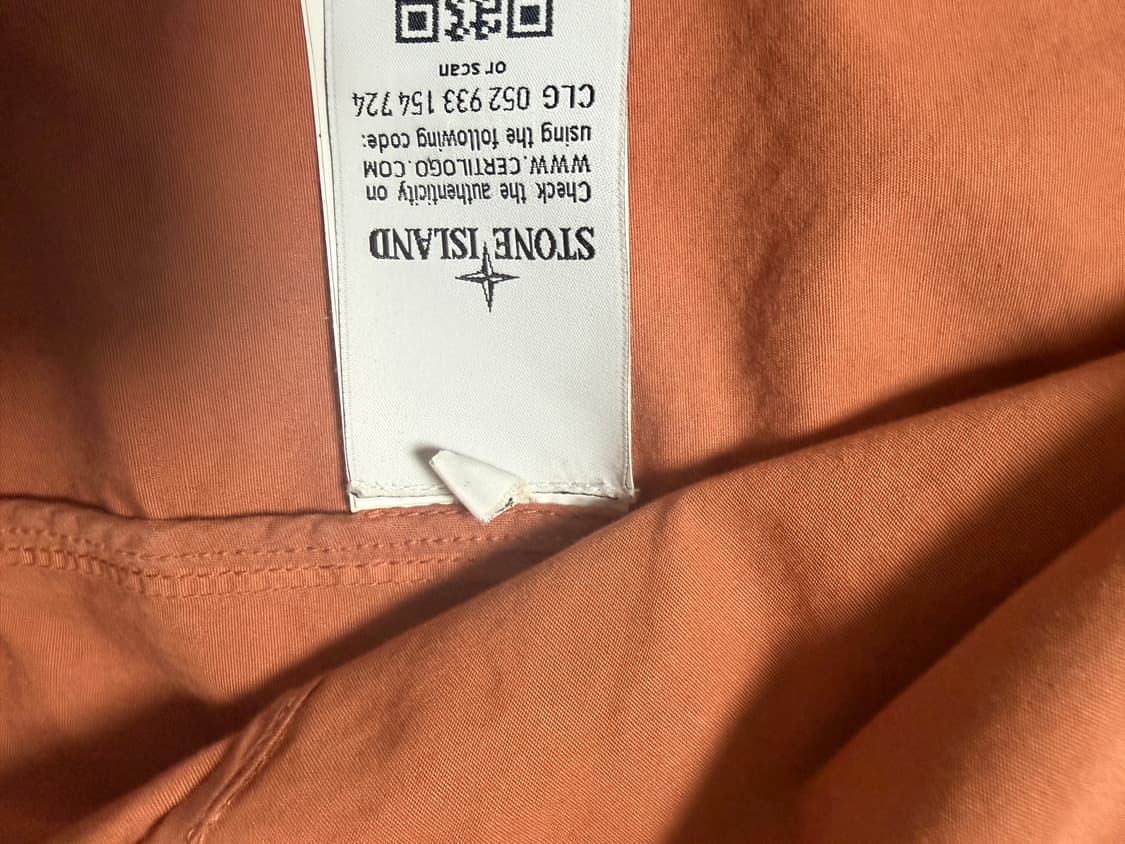 STONE ISLAND
Check the authenticity on
WWW.CERTILOGO.COM
using the following code:
CLG 052 933 154 724
or scan